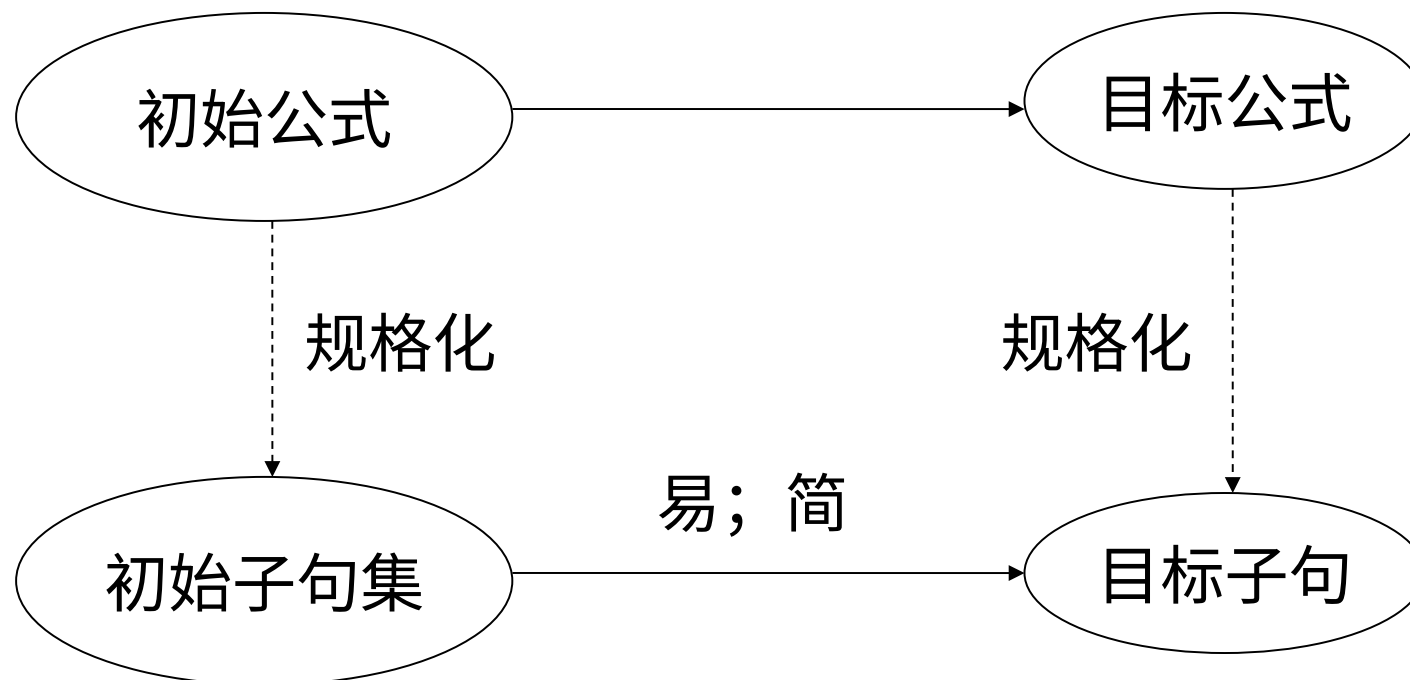 初始公式
目标公式
规格化
规格化
易；简
初始子句集
目标子句